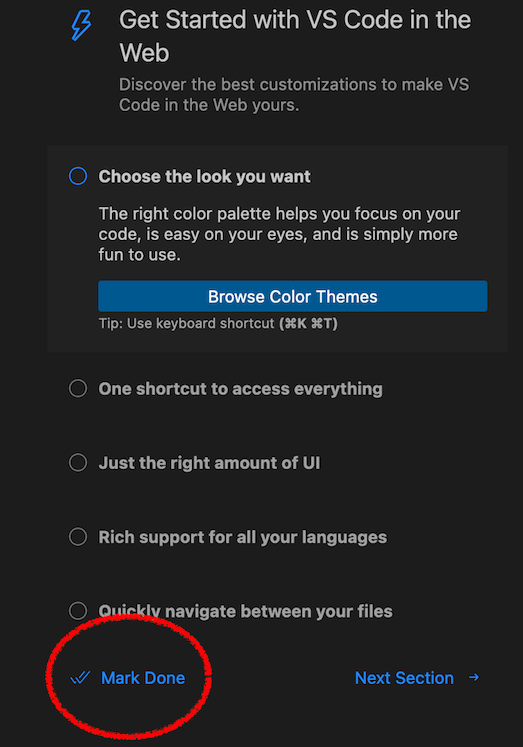 Get Started with VS Code in the
Web
Discover the best customizations to make VS
Code in the Web yours.
Choose the look you want
The right color palette helps you focus on your
code, is easy on your eyes, and is simply more
fun to use.
Browse Color Themes
Tip: Use keyboard shortcut (⌘K ⌘T)
One shortcut to access everything
Just the right amount of UI
Rich support for all your languages
Quickly navigate between your files
Mark Done
Next Section